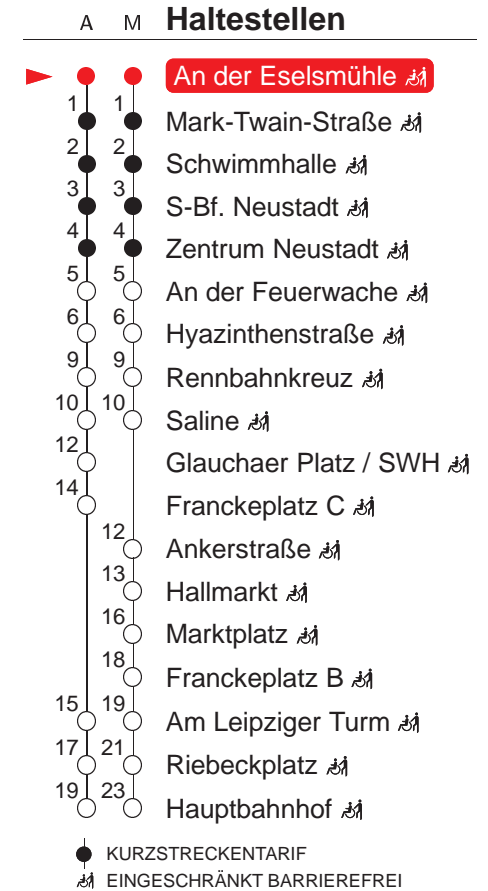 A M Haltestellen
An der Eselsmühle
1 1 Mark-Twain-Straße
2 2 Schwimmhalle
3 3 S-Bf. Neustadt
4 4 Zentrum Neustadt
5 5 An der Feuerwache
6 6 Hyazinthenstraße
9 9 Rennbahnkreuz
10 10 Saline
12 Glauchaer Platz / SWH
14 Franckeplatz C
12 Ankerstraße
13 Hallmarkt
16 Marktplatz
18 Franckeplatz B
15 19 Am Leipziger Turm
17 21 Riebeckplatz
19 23 Hauptbahnhof
KURZSTRECKENTARIF
EINGESCHRÄNKT BARRIEREFREI